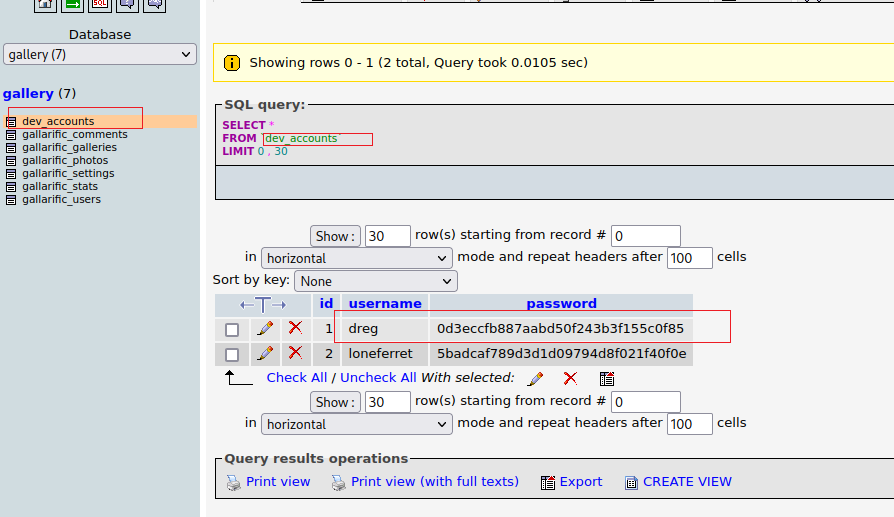 SQL
Database
gallery (7)
gallery (7)
dev_accounts
gallarific_comments
gallarific_galleries
gallarific_photos
gallarific_settings
gallarific_stats
gallarific_users
Showing rows 0 - 1 (2 total, Query took 0.0105 sec)
SQL query:
SELECT *
FROM `dev_accounts`
LIMIT 0 , 30
Show : 30 row(s) starting from record # 0
in horizontal mode and repeat headers after 100 cells
Sort by key: None
←T→ id username password
1 dreg 0d3eccfb887aabd50f243b3f155c0f85
2 loneferret 5badcaf789d3d1d09794d8f021f40f0e
Check All / Uncheck All With selected:
Show : 30 row(s) starting from record # 0
in horizontal mode and repeat headers after 100 cells
Query results operations
Print view Print view (with full texts) Export CREATE VIEW